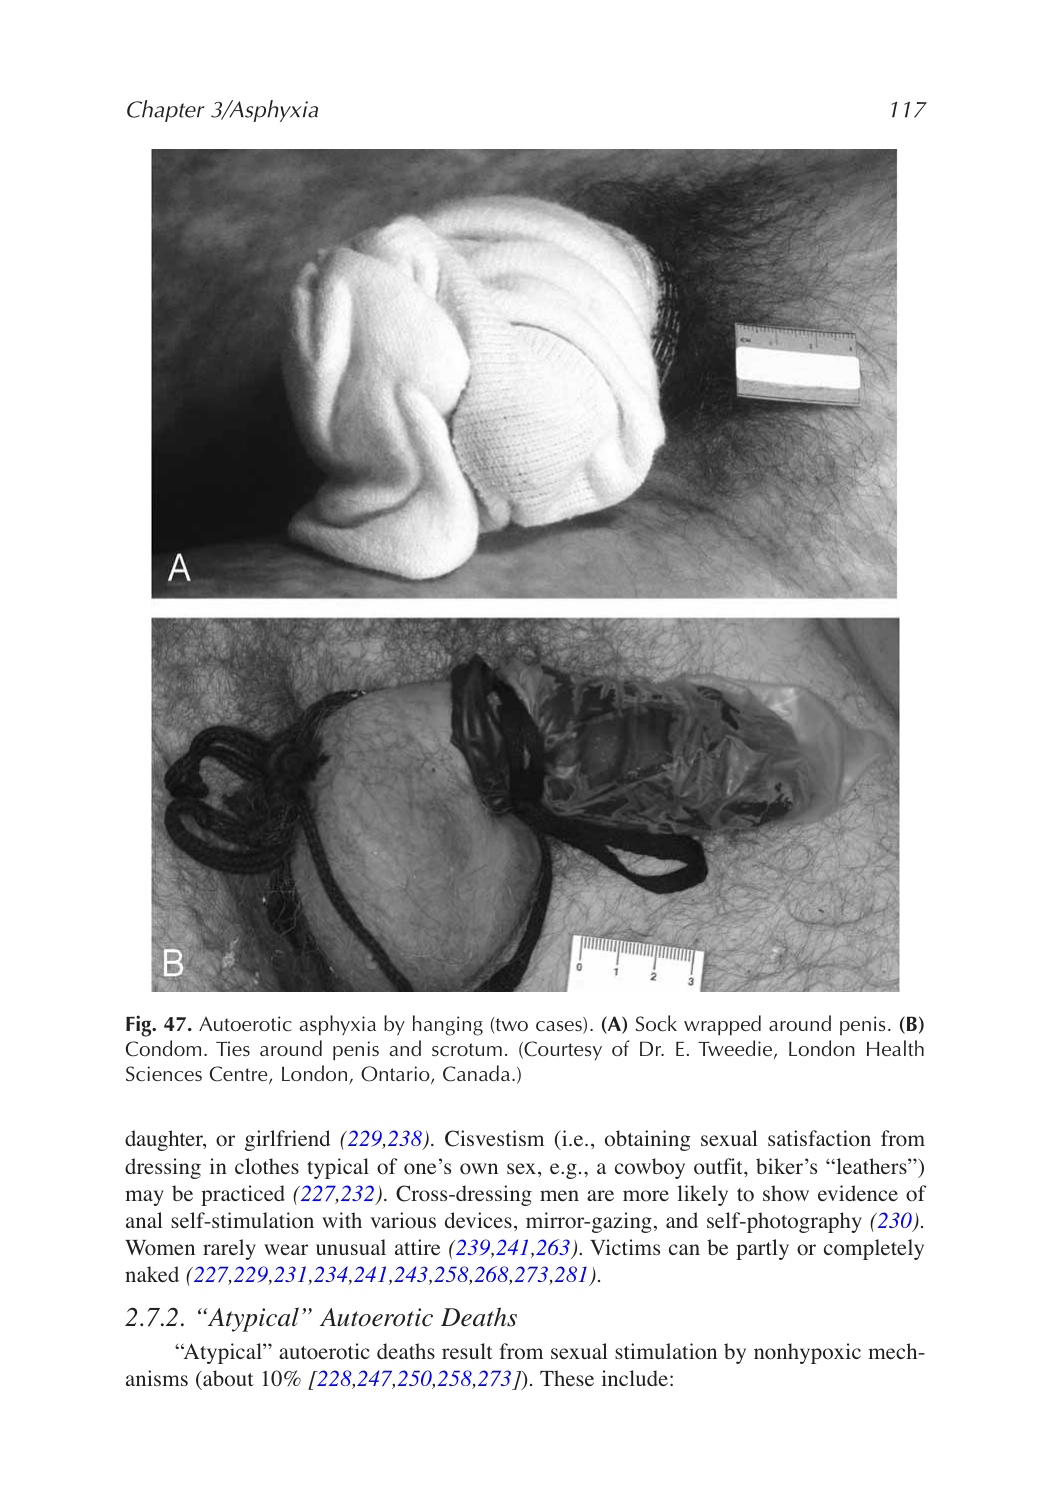 Chapter 3/Asphyxia 117
CM 1 2 3
A
B
0 1 2 3
Fig. 47. Autoerotic asphyxia by hanging (two cases). (A) Sock wrapped around penis. (B)
Condom. Ties around penis and scrotum. (Courtesy of Dr. E. Tweedie, London Health
Sciences Centre, London, Ontario, Canada.)
daughter, or girlfriend (229,238). Cisvestism (i.e., obtaining sexual satisfaction from
dressing in clothes typical of one’s own sex, e.g., a cowboy outfit, biker’s “leathers”)
may be practiced (227,232). Cross-dressing men are more likely to show evidence of
anal self-stimulation with various devices, mirror-gazing, and self-photography (230).
Women rarely wear unusual attire (239,241,263). Victims can be partly or completely
naked (227,229,231,234,241,243,258,268,273,281).
2.7.2. “Atypical” Autoerotic Deaths
“Atypical” autoerotic deaths result from sexual stimulation by nonhypoxic mech-
anisms (about 10% [228,247,250,258,273]). These include: